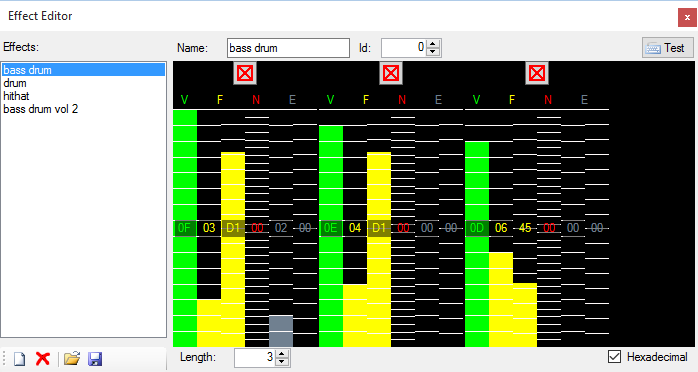 Effect Editor
x
Effects:
Name: bass drum Id: 0 Test
bass drum
drum
hithat
bass drum vol 2
V F N E V F N E V F N E
0F 03 D1 00 02 00 0E 04 D1 00 00 00 0D 06 45 00 00 00
Length: 3 Hexadecimal